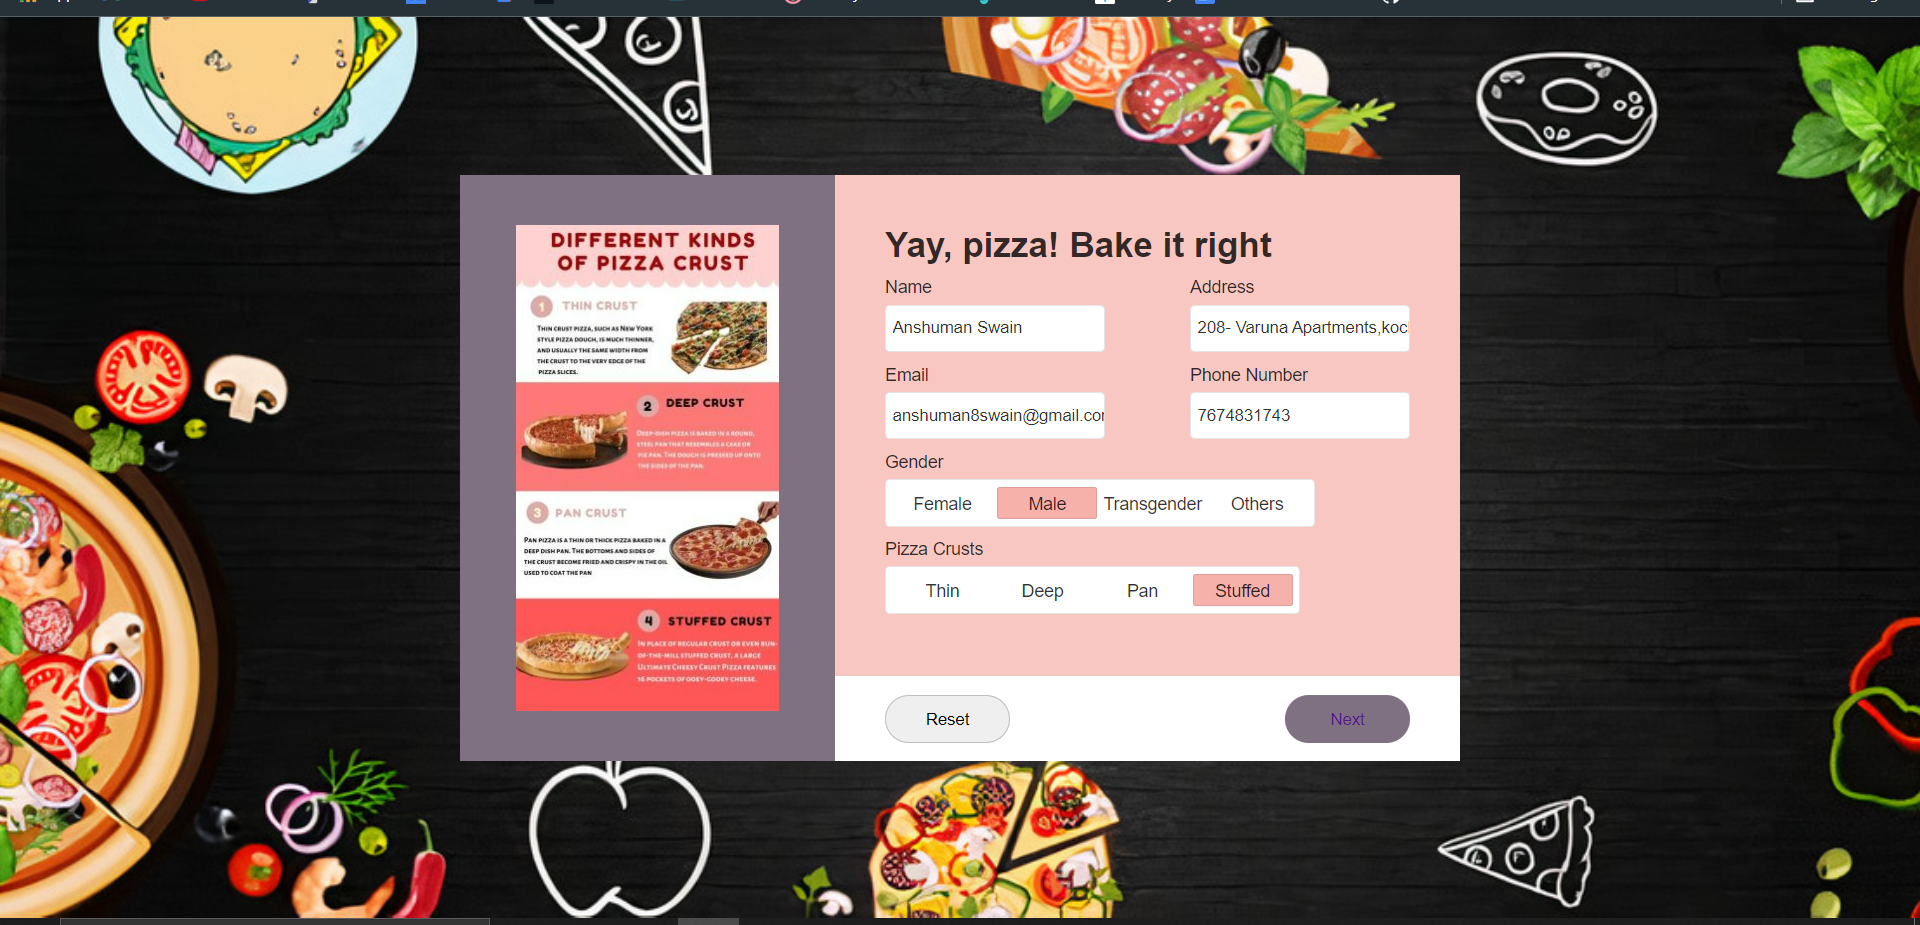 DIFFERENT KINDS
OF PIZZA CRUST
1 THIN CRUST
THIN CRUST PIZZA, SUCH AS NEW YORK
STYLE PIZZA DOUGH, IS MUCH THINNER,
AND USUALLY THE SAME WIDTH FROM
THE CRUST TO THE VERY EDGE OF THE
PIZZA SLICES.
2 DEEP CRUST
DEEP-DISH PIZZA IS BAKED IN A ROUND,
STEEL PAN THAT RESEMBLES A CAKE OR
PIE PAN. THE DOUGH IS PRESSED UP ONTO
THE SIDES OF THE PAN.
3 PAN CRUST
PAN PIZZA IS A THIN OR THICK PIZZA BAKED IN A
DEEP DISH PAN. THE BOTTOMS AND SIDES OF
THE CRUST BECOME FRIED AND CRISPY IN THE OIL
USED TO COAT THE PAN
4 STUFFED CRUST
IN PLACE OF REGULAR CRUST OR EVEN RUN-
OF-THE-MILL STUFFED CRUST, A LARGE
ULTIMATE CHEESY CRUST PIZZA FEATURES
16 POCKETS OF OOEY-GOOEY CHEESE.
Yay, pizza! Bake it right
Name Address
Anshuman Swain 208- Varuna Apartments,koc
Email Phone Number
anshuman8swain@gmail.cor 7674831743
Gender
Female Male Transgender Others
Pizza Crusts
Thin Deep Pan Stuffed
Reset Next